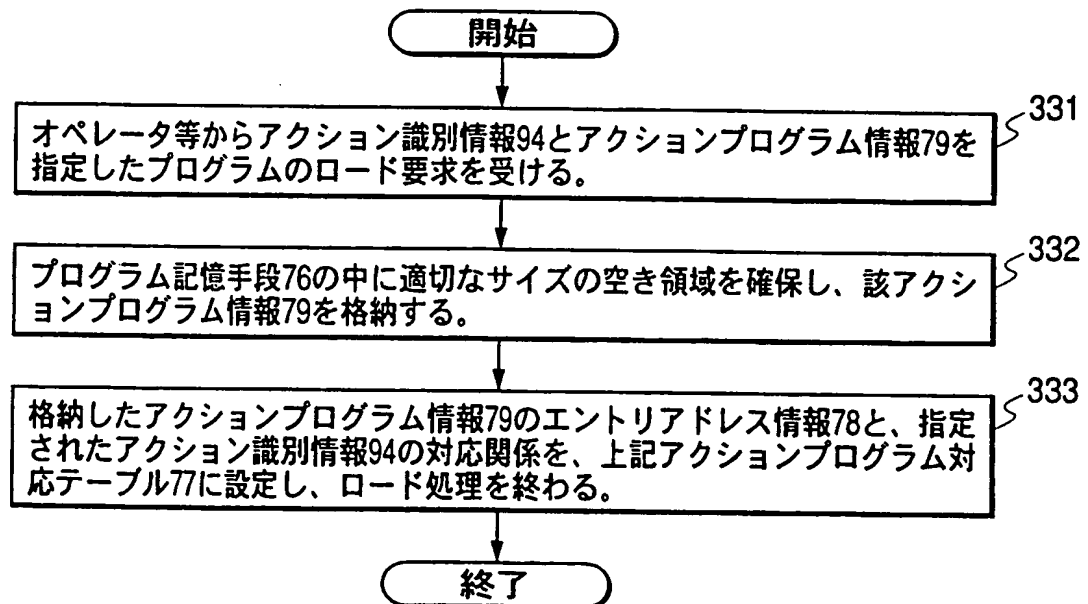 開始
331
オペレータ等からアクション識別情報94とアクションプログラム情報79を
指定したプログラムのロード要求を受ける。
332
プログラム記憶手段76の中に適切なサイズの空き領域を確保し、該アクシ
ョンプログラム情報79を格納する。
333
格納したアクションプログラム情報79のエントリアドレス情報78と、指定
されたアクション識別情報94の対応関係を、上記アクションプログラム対
応テーブル77に設定し、ロード処理を終わる。
終了